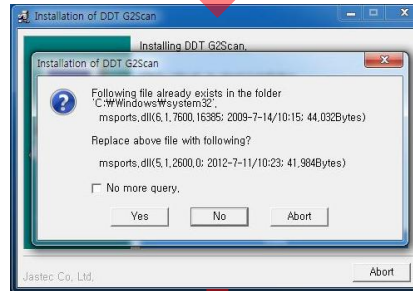 Installation of DDT G2Scan
Installing DDT G2Scan,
Installation of DDT G2Scan
Following file already exists in the folder
'C:₩Windows₩system32',
msports,dll(6,1,7600,16385; 2009-7-14/10:15; 44,032Bytes)
Replace above file with following?
msports,dll(5,1,2600,0; 2012-7-11/10:23; 41,984Bytes)
No more query,
Yes
No
Abort
Jastec Co, Ltd,
Abort